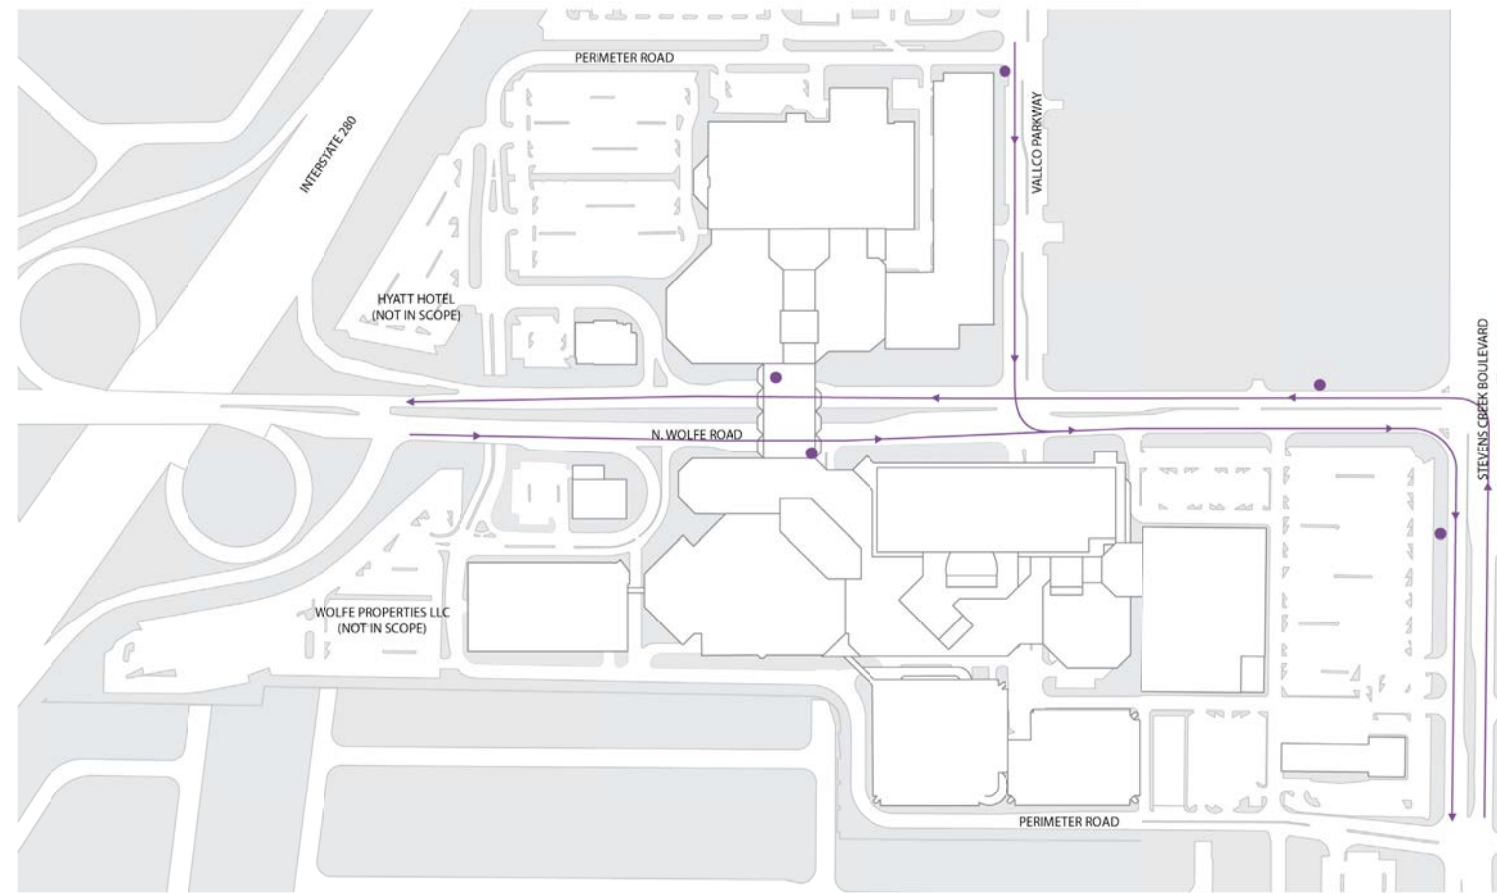 PERIMETER ROAD
INTERSTATE 280
VALLCO PARKWAY
HYATT HOTEL
(NOT IN SCOPE)
STEVENS CREEK BOULEVARD
N. WOLFE ROAD
WOLFE PROPERTIES LLC
(NOT IN SCOPE)
PERIMETER ROAD